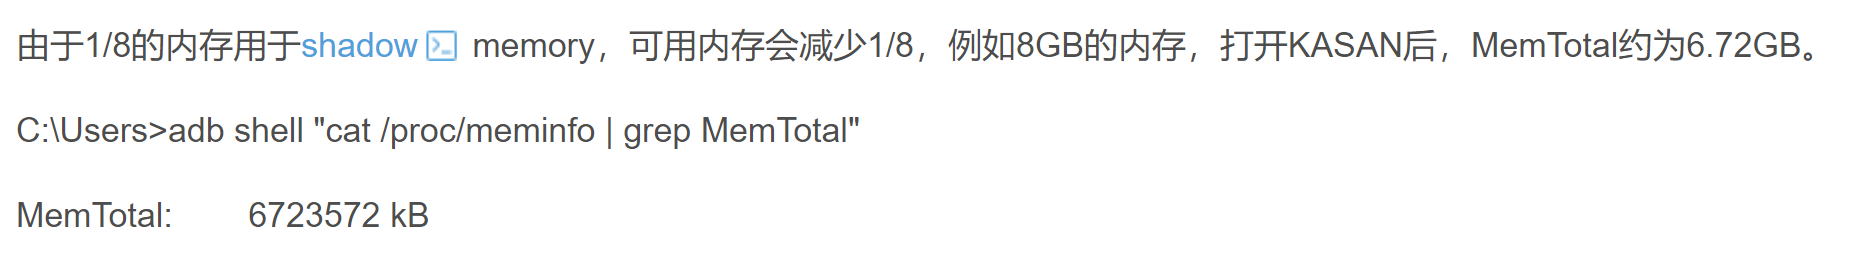 由于1/8的内存用于shadow memory，可用内存会减少1/8，例如8GB的内存，打开KASAN后，MemTotal约为6.72GB。
C:\Users>adb shell "cat /proc/meminfo | grep MemTotal"
MemTotal: 6723572 kB